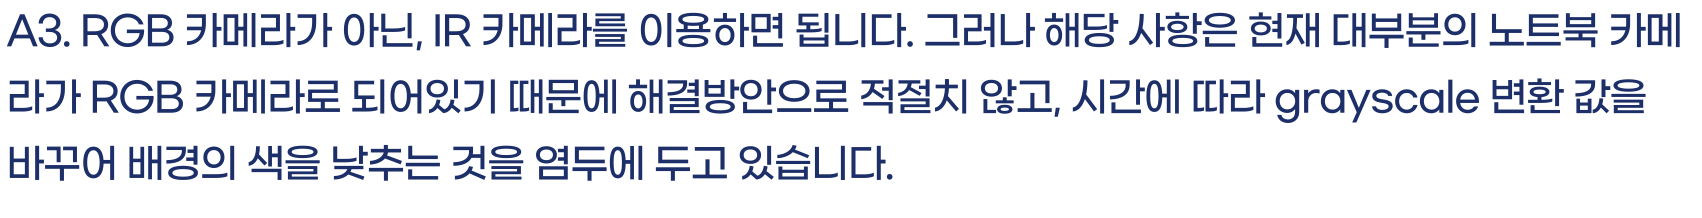 A3. RGB 카메라가 아닌, IR 카메라를 이용하면 됩니다. 그러나 해당 사항은 현재 대부분의 노트북 카메
라가 RGB 카메라로 되어있기 때문에 해결방안으로 적절치 않고, 시간에 따라 grayscale 변환 값을
바꾸어 배경의 색을 낮추는 것을 염두에 두고 있습니다.